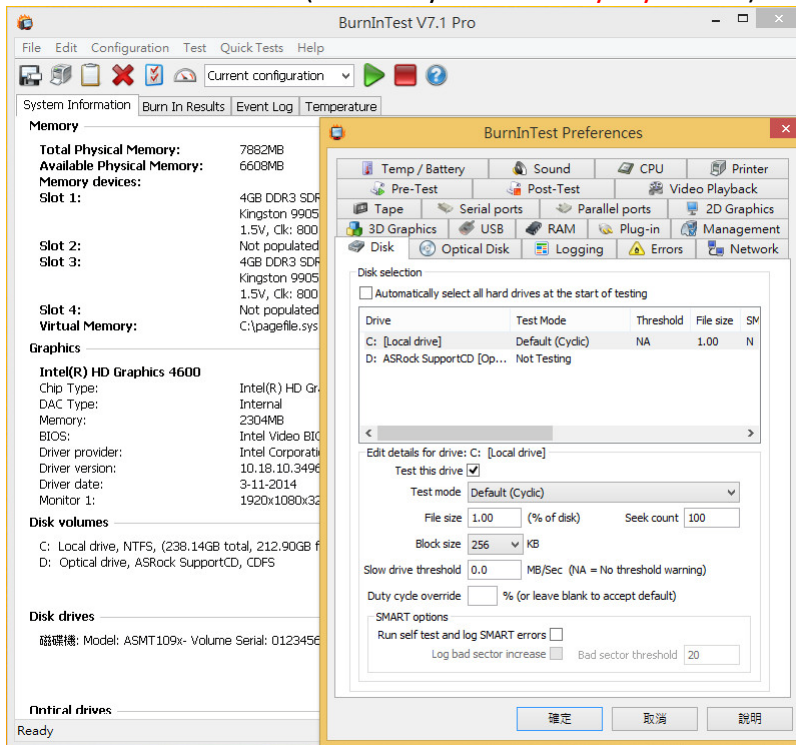 BurnInTest V7.1 Pro
File Edit Configuration Test Quick Tests Help
Current configuration
System Information Burn In Results Event Log Temperature
Memory
Total Physical Memory: 7882MB
Available Physical Memory: 6608MB
Memory devices:
Slot 1: 4GB DDR3 SDR
Kingston 9905
1.5V, Clk: 800
Slot 2: Not populated
Slot 3: 4GB DDR3 SDR
Kingston 9905
1.5V, Clk: 800
Slot 4: Not populated
Virtual Memory: C:\pagefile.sys
Graphics
Intel(R) HD Graphics 4600
Chip Type: Intel(R) HD Gr
DAC Type: Internal
Memory: 2304MB
BIOS: Intel Video BIO
Driver provider: Intel Corporati
Driver version: 10.18.10.3496
Driver date: 3-11-2014
Monitor 1: 1920x1080x32
Disk volumes
C: Local drive, NTFS, (238.14GB total, 212.90GB f
D: Optical drive, ASRock SupportCD, CDFS
Disk drives
磁碟機: Model: ASMT109x- Volume Serial: 0123456
Optical drives
Ready
BurnInTest Preferences
Temp / Battery Sound CPU Printer
Pre-Test Post-Test Video Playback
Tape Serial ports Parallel ports 2D Graphics
3D Graphics USB RAM Plug-in Management
Disk Optical Disk Logging Errors Network
Disk selection
Automatically select all hard drives at the start of testing
Drive Test Mode Threshold File size SM
C: [Local drive] Default (Cyclic) NA 1.00 N
D: ASRock SupportCD [Op... Not Testing
Edit details for drive: C: [Local drive]
Test this drive
Test mode Default (Cyclic)
File size 1.00 (% of disk) Seek count 100
Block size 256 KB
Slow drive threshold 0.0 MB/Sec (NA = No threshold warning)
Duty cycle override % (or leave blank to accept default)
SMART options
Run self test and log SMART errors
Log bad sector increase Bad sector threshold 20
確定 取消 說明